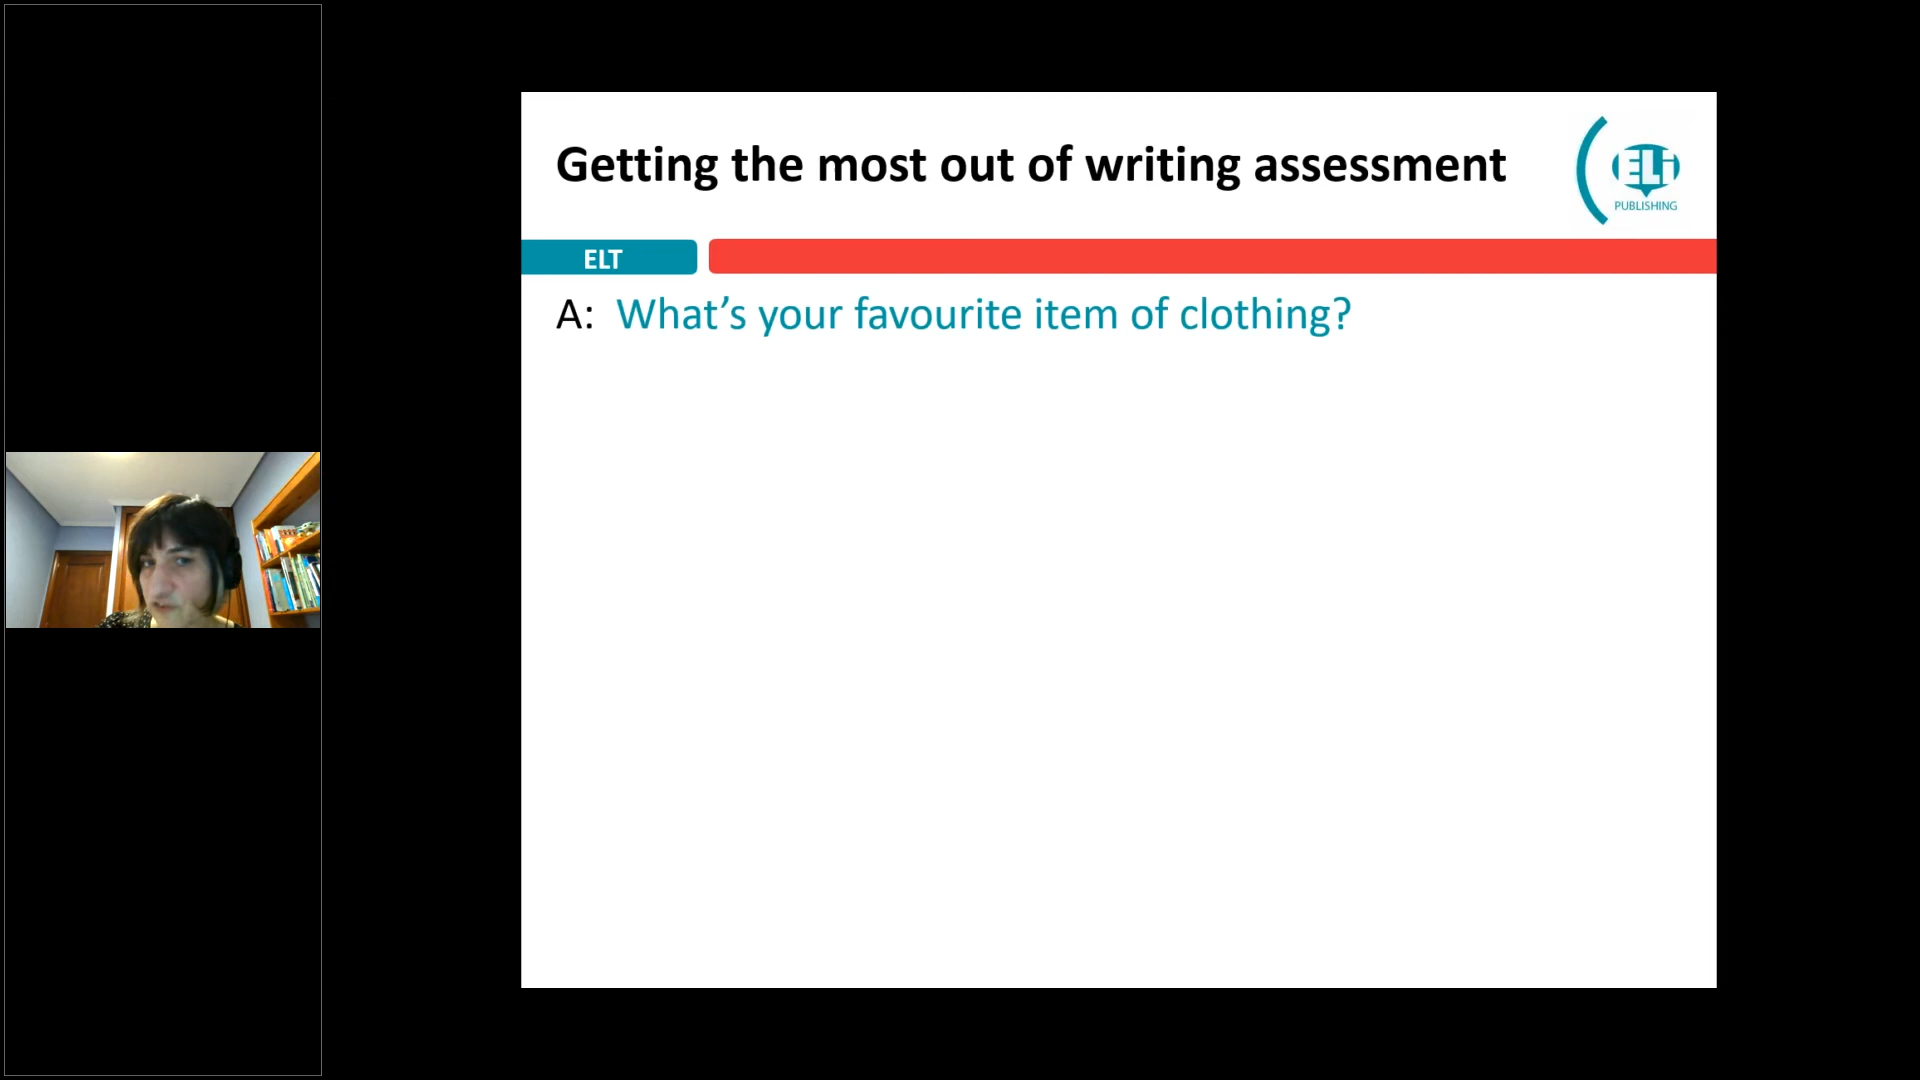 Getting the most out of writing assessment
ELi
PUBLISHING
ELT
A: What's your favourite item of clothing?